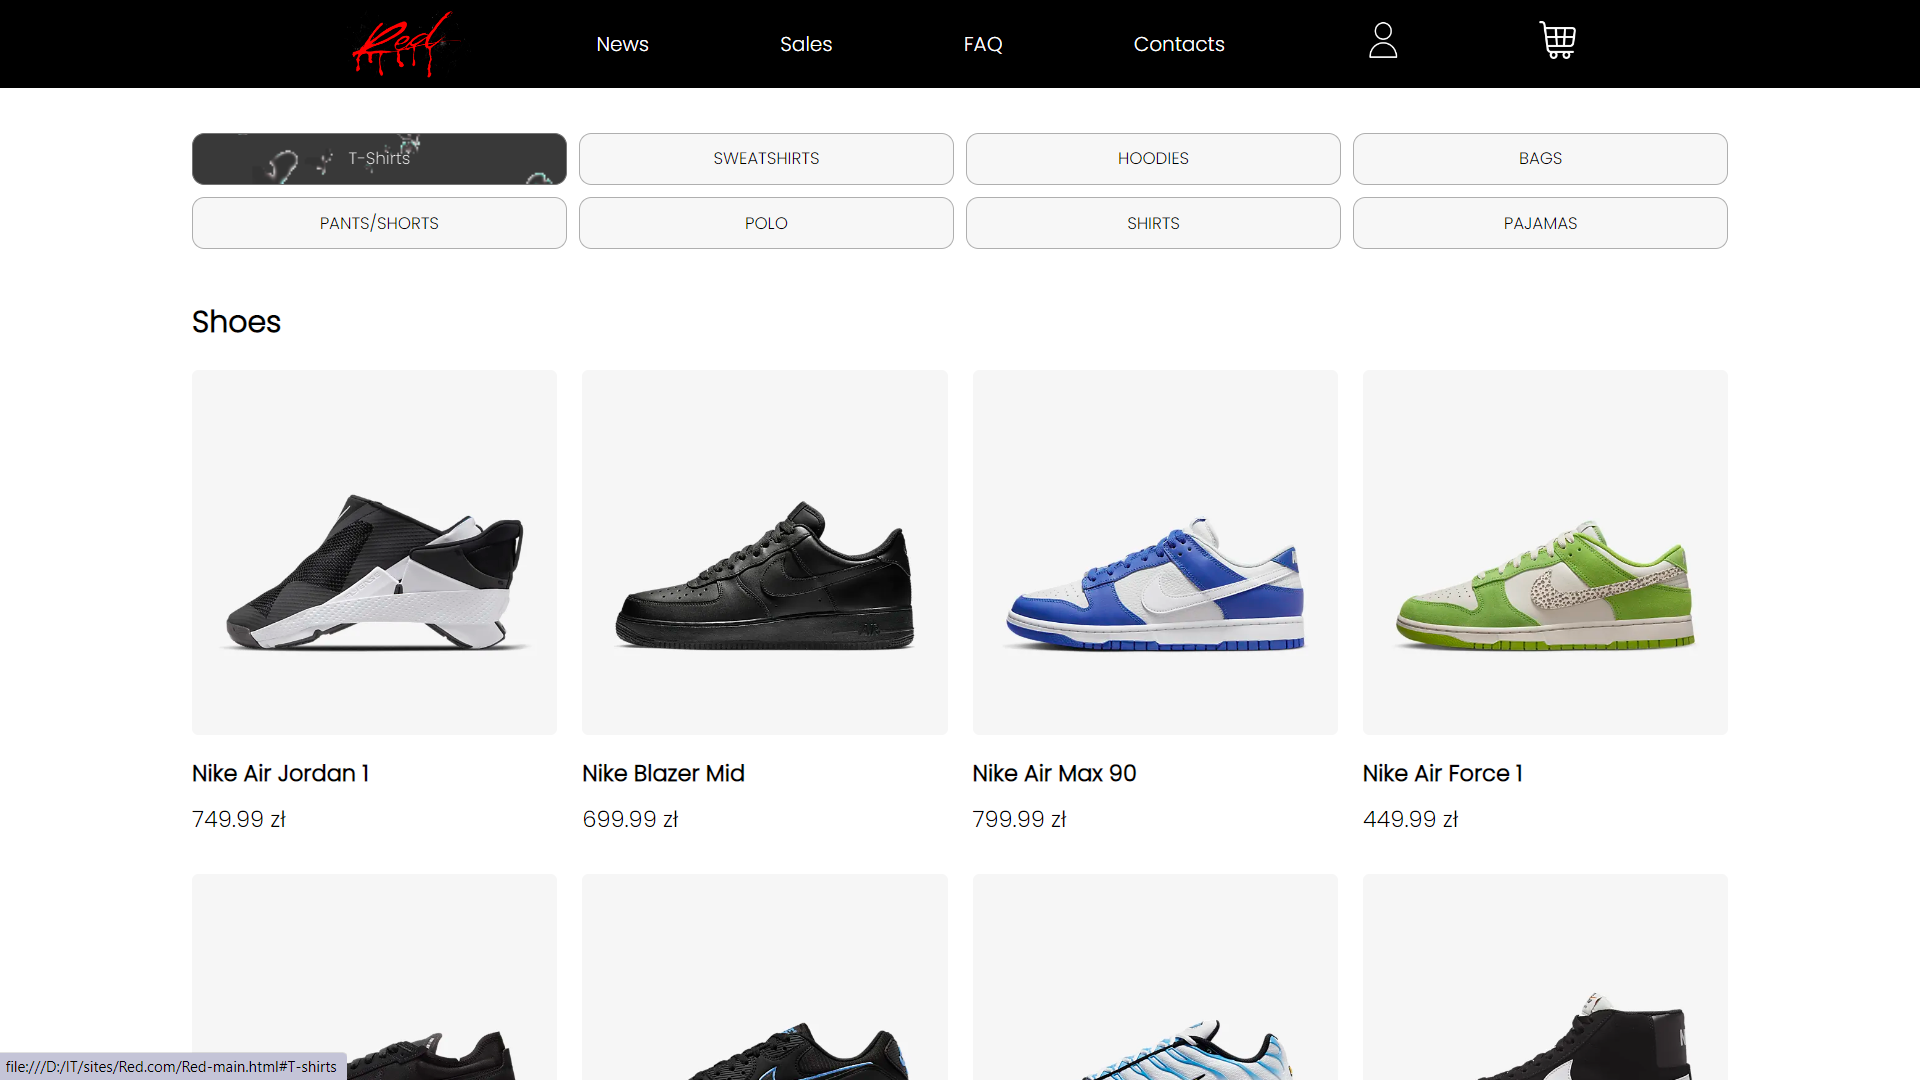 Red
News
Sales
FAQ
Contacts
T-Shirts
SWEATSHIRTS
HOODIES
BAGS
PANTS/SHORTS
POLO
SHIRTS
PAJAMAS
Shoes
Nike Air Jordan 1
Nike Blazer Mid
Nike Air Max 90
Nike Air Force 1
749.99 zł
699.99 zł
799.99 zł
449.99 zł
file:///D:/IT/sites/Red.com/Red-main.html#T-shirts